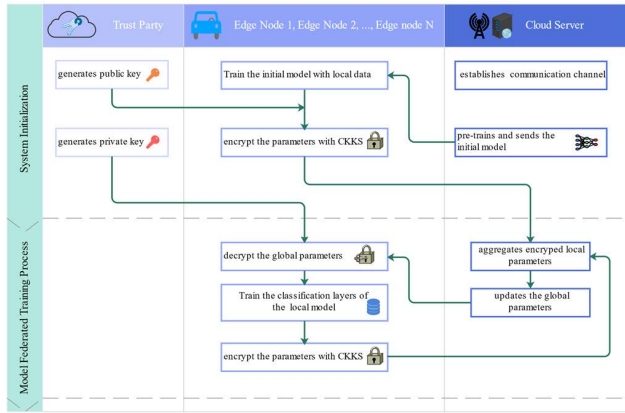 Trust Party
Edge Node 1, Edge Node 2, ..., Edge node N
Cloud Server
System Initialization
generates public key
Train the initial model with local data
establishes communication channel
generates private key
encrypt the parameters with CKKS
pre-trains and sends the
initial model
Model Federated Training Process
decrypt the global parameters
aggregates encryped local
parameters
Train the classification layers of
the local model
updates the global
parameters
encrypt the parameters with CKKS